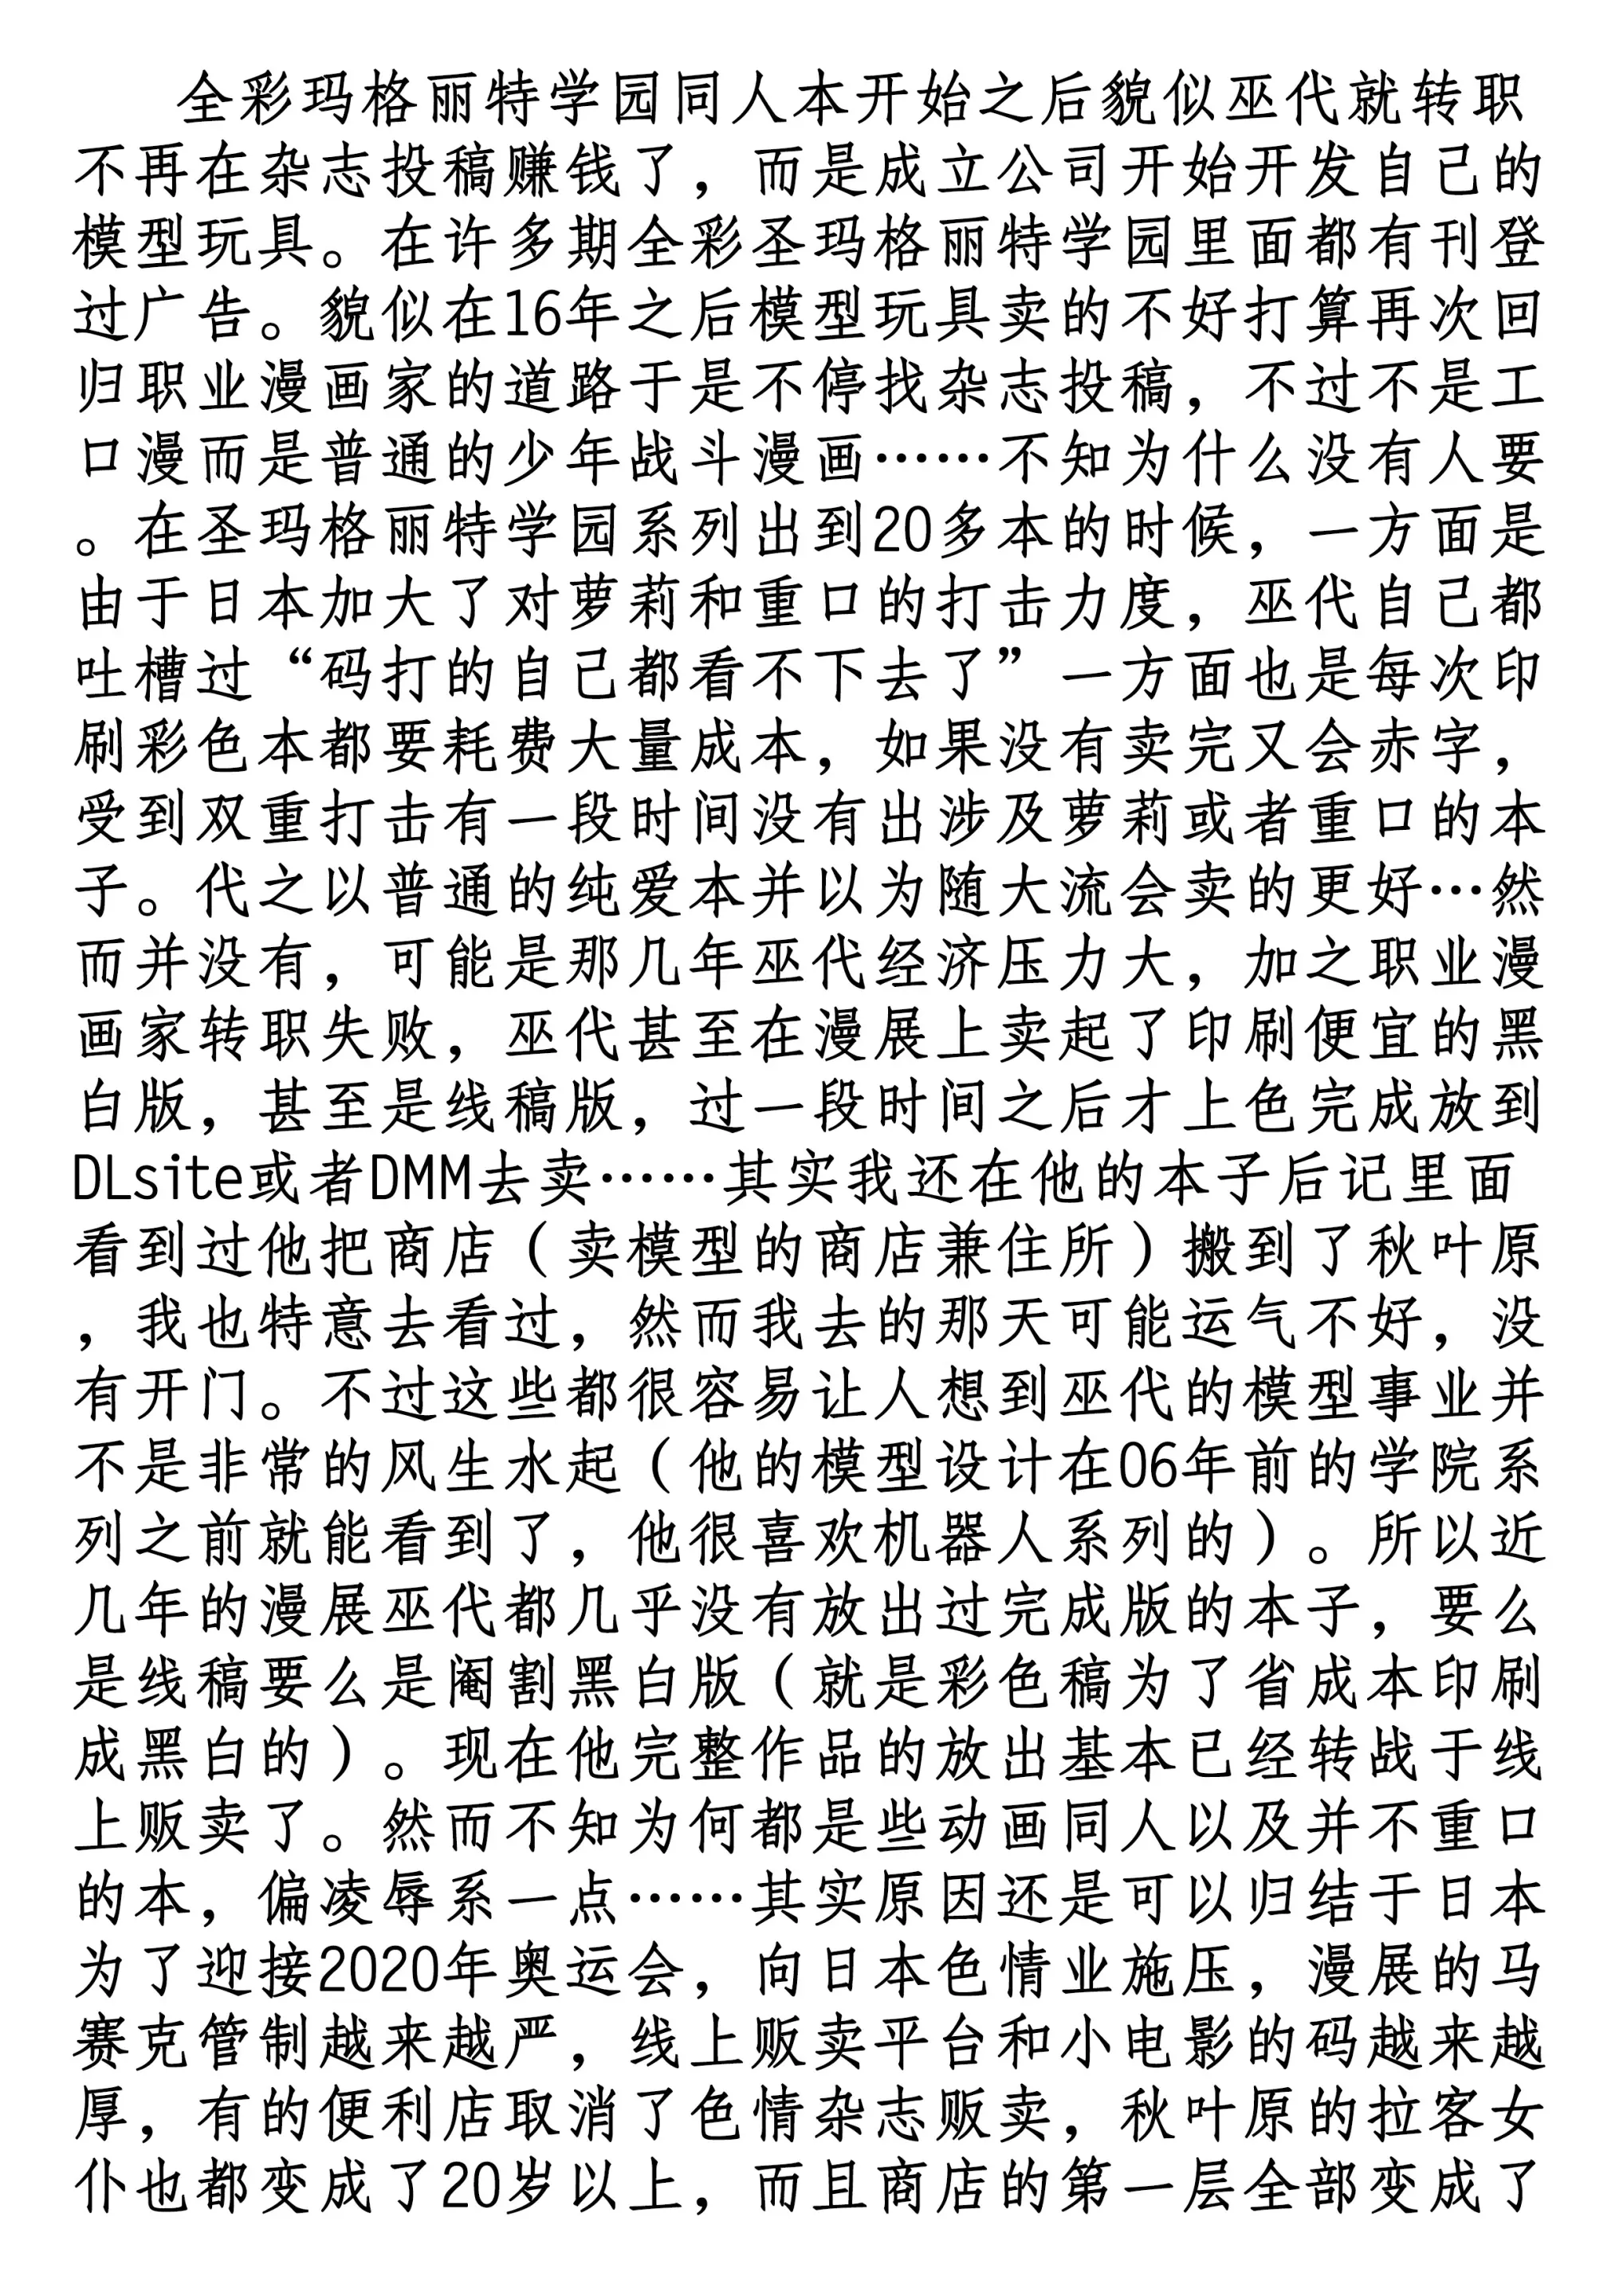 全彩玛格丽特学园同人本开始之后貌似巫代就转职
不再在杂志投稿赚钱了，而是成立公司开始开发自己的
模型玩具。在许多期全彩圣玛格丽特学园里面都有刊登
过广告。貌似在16年之后模型玩具卖的不好打算再次回
归职业漫画家的道路于是不停找杂志投稿，不过不是工
口漫而是普通的少年战斗漫画……不知为什么没有人要
。在圣玛格丽特学园系列出到20多本的时候，一方面是
由于日本加大了对萝莉和重口的打击力度，巫代自己都
吐槽过“码打的自己都看不下去了”一方面也是每次印
刷彩色本都要耗费大量成本，如果没有卖完又会赤字，
受到双重打击有一段时间没有出涉及萝莉或者重口的本
子。代之以普通的纯爱本并以为随大流会卖的更好…然
而并没有，可能是那几年巫代经济压力大，加之职业漫
画家转职失败，巫代甚至在漫展上卖起了印刷便宜的黑
白版，甚至是线稿版，过一段时间之后才上色完成放到
DLsite或者DMM去卖……其实我还在他的本子后记里面
看到过他把商店（卖模型的商店兼住所）搬到了秋叶原
，我也特意去看过，然而我去的那天可能运气不好，没
有开门。不过这些都很容易让人想到巫代的模型事业并
不是非常的风生水起（他的模型设计在06年前的学院系
列之前就能看到了，他很喜欢机器人系列的）。所以近
几年的漫展巫代都几乎没有放出过完成版的本子，要么
是线稿要么是阉割黑白版（就是彩色稿为了省成本印刷
成黑白的）。现在他完整作品的放出基本已经转战于线
上贩卖了。然而不知为何都是些动画同人以及并不重口
的本，偏凌辱系一点……其实原因还是可以归结于日本
为了迎接2020年奥运会，向日本色情业施压，漫展的马
赛克管制越来越严，线上贩卖平台和小电影的码越来越
厚，有的便利店取消了色情杂志贩卖，秋叶原的拉客女
仆也都变成了20岁以上，而且商店的第一层全部变成了